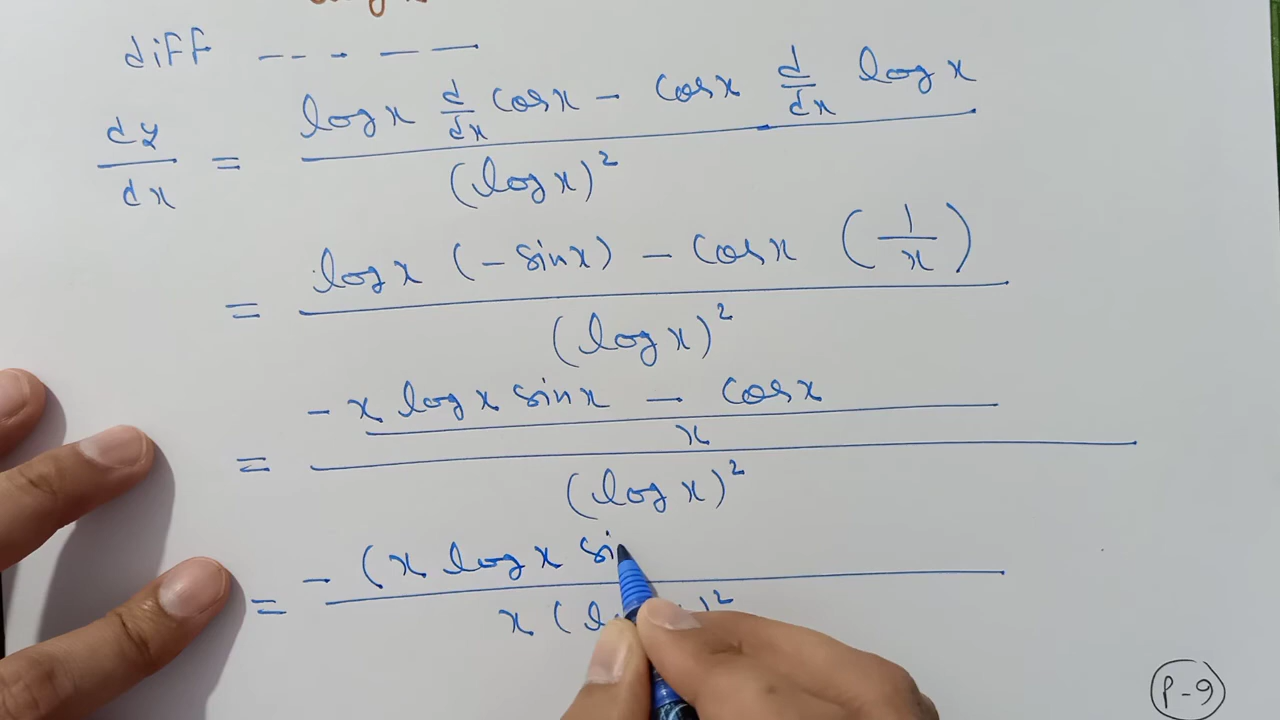 diff -- - - --
dy/dx = (log x d/dx cos x - cos x d/dx log x) / (log x)²
= (log x (- sin x) - cos x (1/x)) / (log x)²
= ((- x log x sin x - cos x) / x) / (log x)²
= - (x log x si / x ( )²
P-9